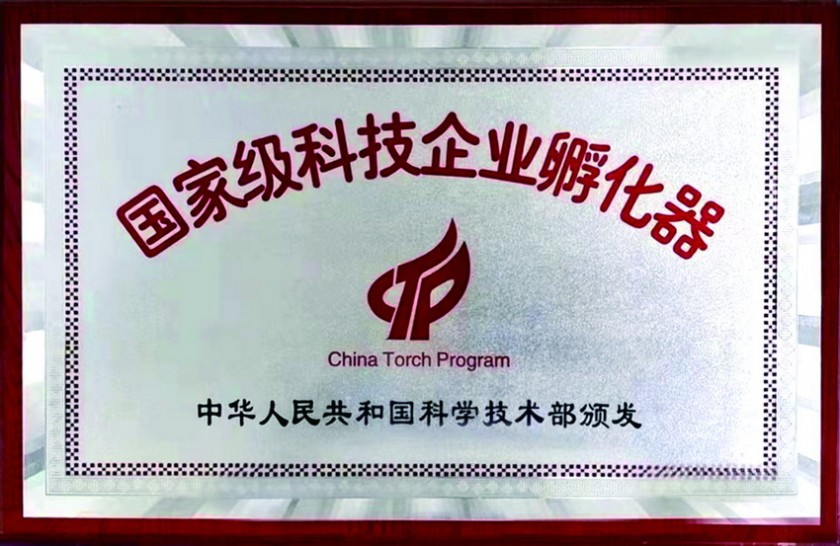 国家级科技企业孵化器
China Torch Program
中华人民共和国科学技术部颁发